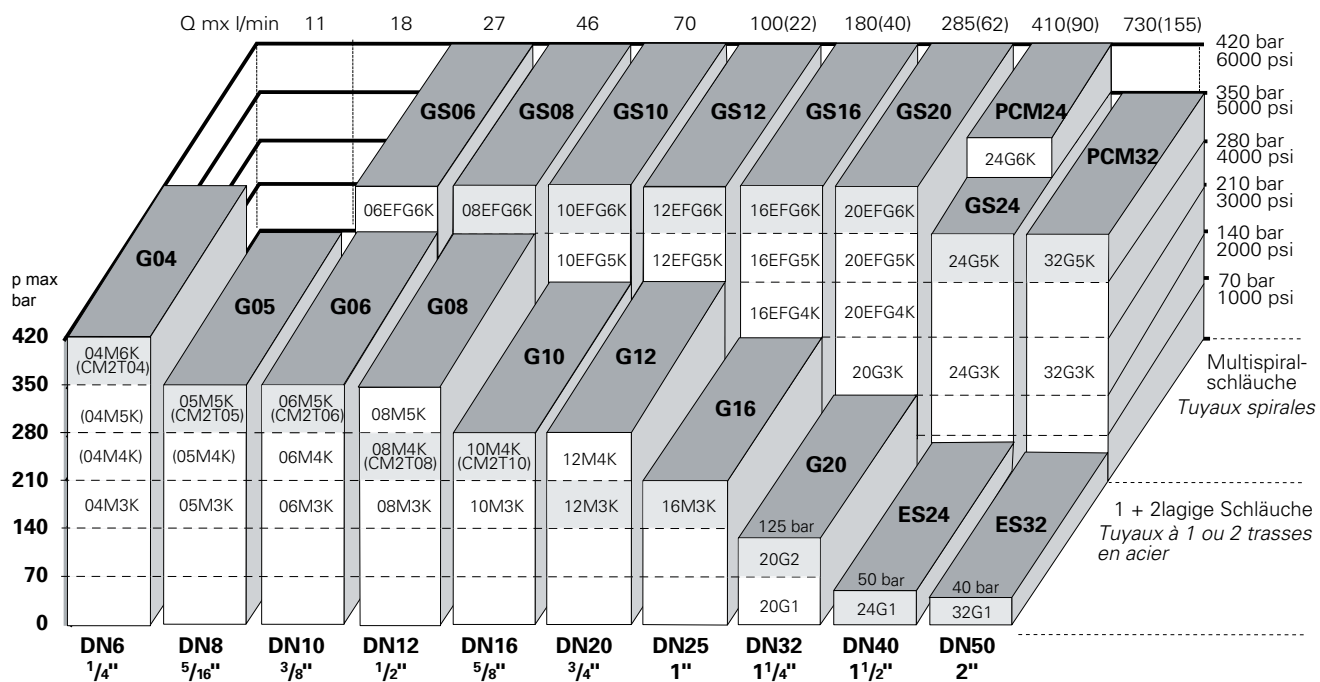 Q mx l/min 11 18 27 46 70 100(22) 180(40) 285(62) 410(90) 730(155)
420 bar
6000 psi
350 bar
5000 psi
280 bar
4000 psi
210 bar
3000 psi
140 bar
2000 psi
70 bar
1000 psi
GS06 GS08 GS10 GS12 GS16 GS20 PCM24
24G6K PCM32
06EFG6K 08EFG6K 10EFG6K 12EFG6K 16EFG6K 20EFG6K GS24
G04
10EFG5K 12EFG5K 16EFG5K 20EFG5K 24G5K 32G5K
p max
bar
G05 G06 G08
16EFG4K 20EFG4K
420
04M6K
(CM2T04)
G10 G12
20G3K 24G3K 32G3K
Multispiral-
schläuche
Tuyaux spirales
350
(04M5K)
05M5K
(CM2T05)
06M5K
(CM2T06)
08M5K
G16
280
(04M4K) (05M4K) 06M4K
08M4K
(CM2T08)
10M4K
(CM2T10)
12M4K
G20
210
04M3K 05M3K 06M3K 08M3K 10M3K 12M3K 16M3K
ES24 ES32
1 + 2lagige Schläuche
Tuyaux à 1 ou 2 trasses
en acier
140
125 bar
20G2
70
50 bar 40 bar
20G1 24G1 32G1
0
DN6 DN8 DN10 DN12 DN16 DN20 DN25 DN32 DN40 DN50
1/4" 5/16" 3/8" 1/2" 5/8" 3/4" 1" 11/4" 11/2" 2"